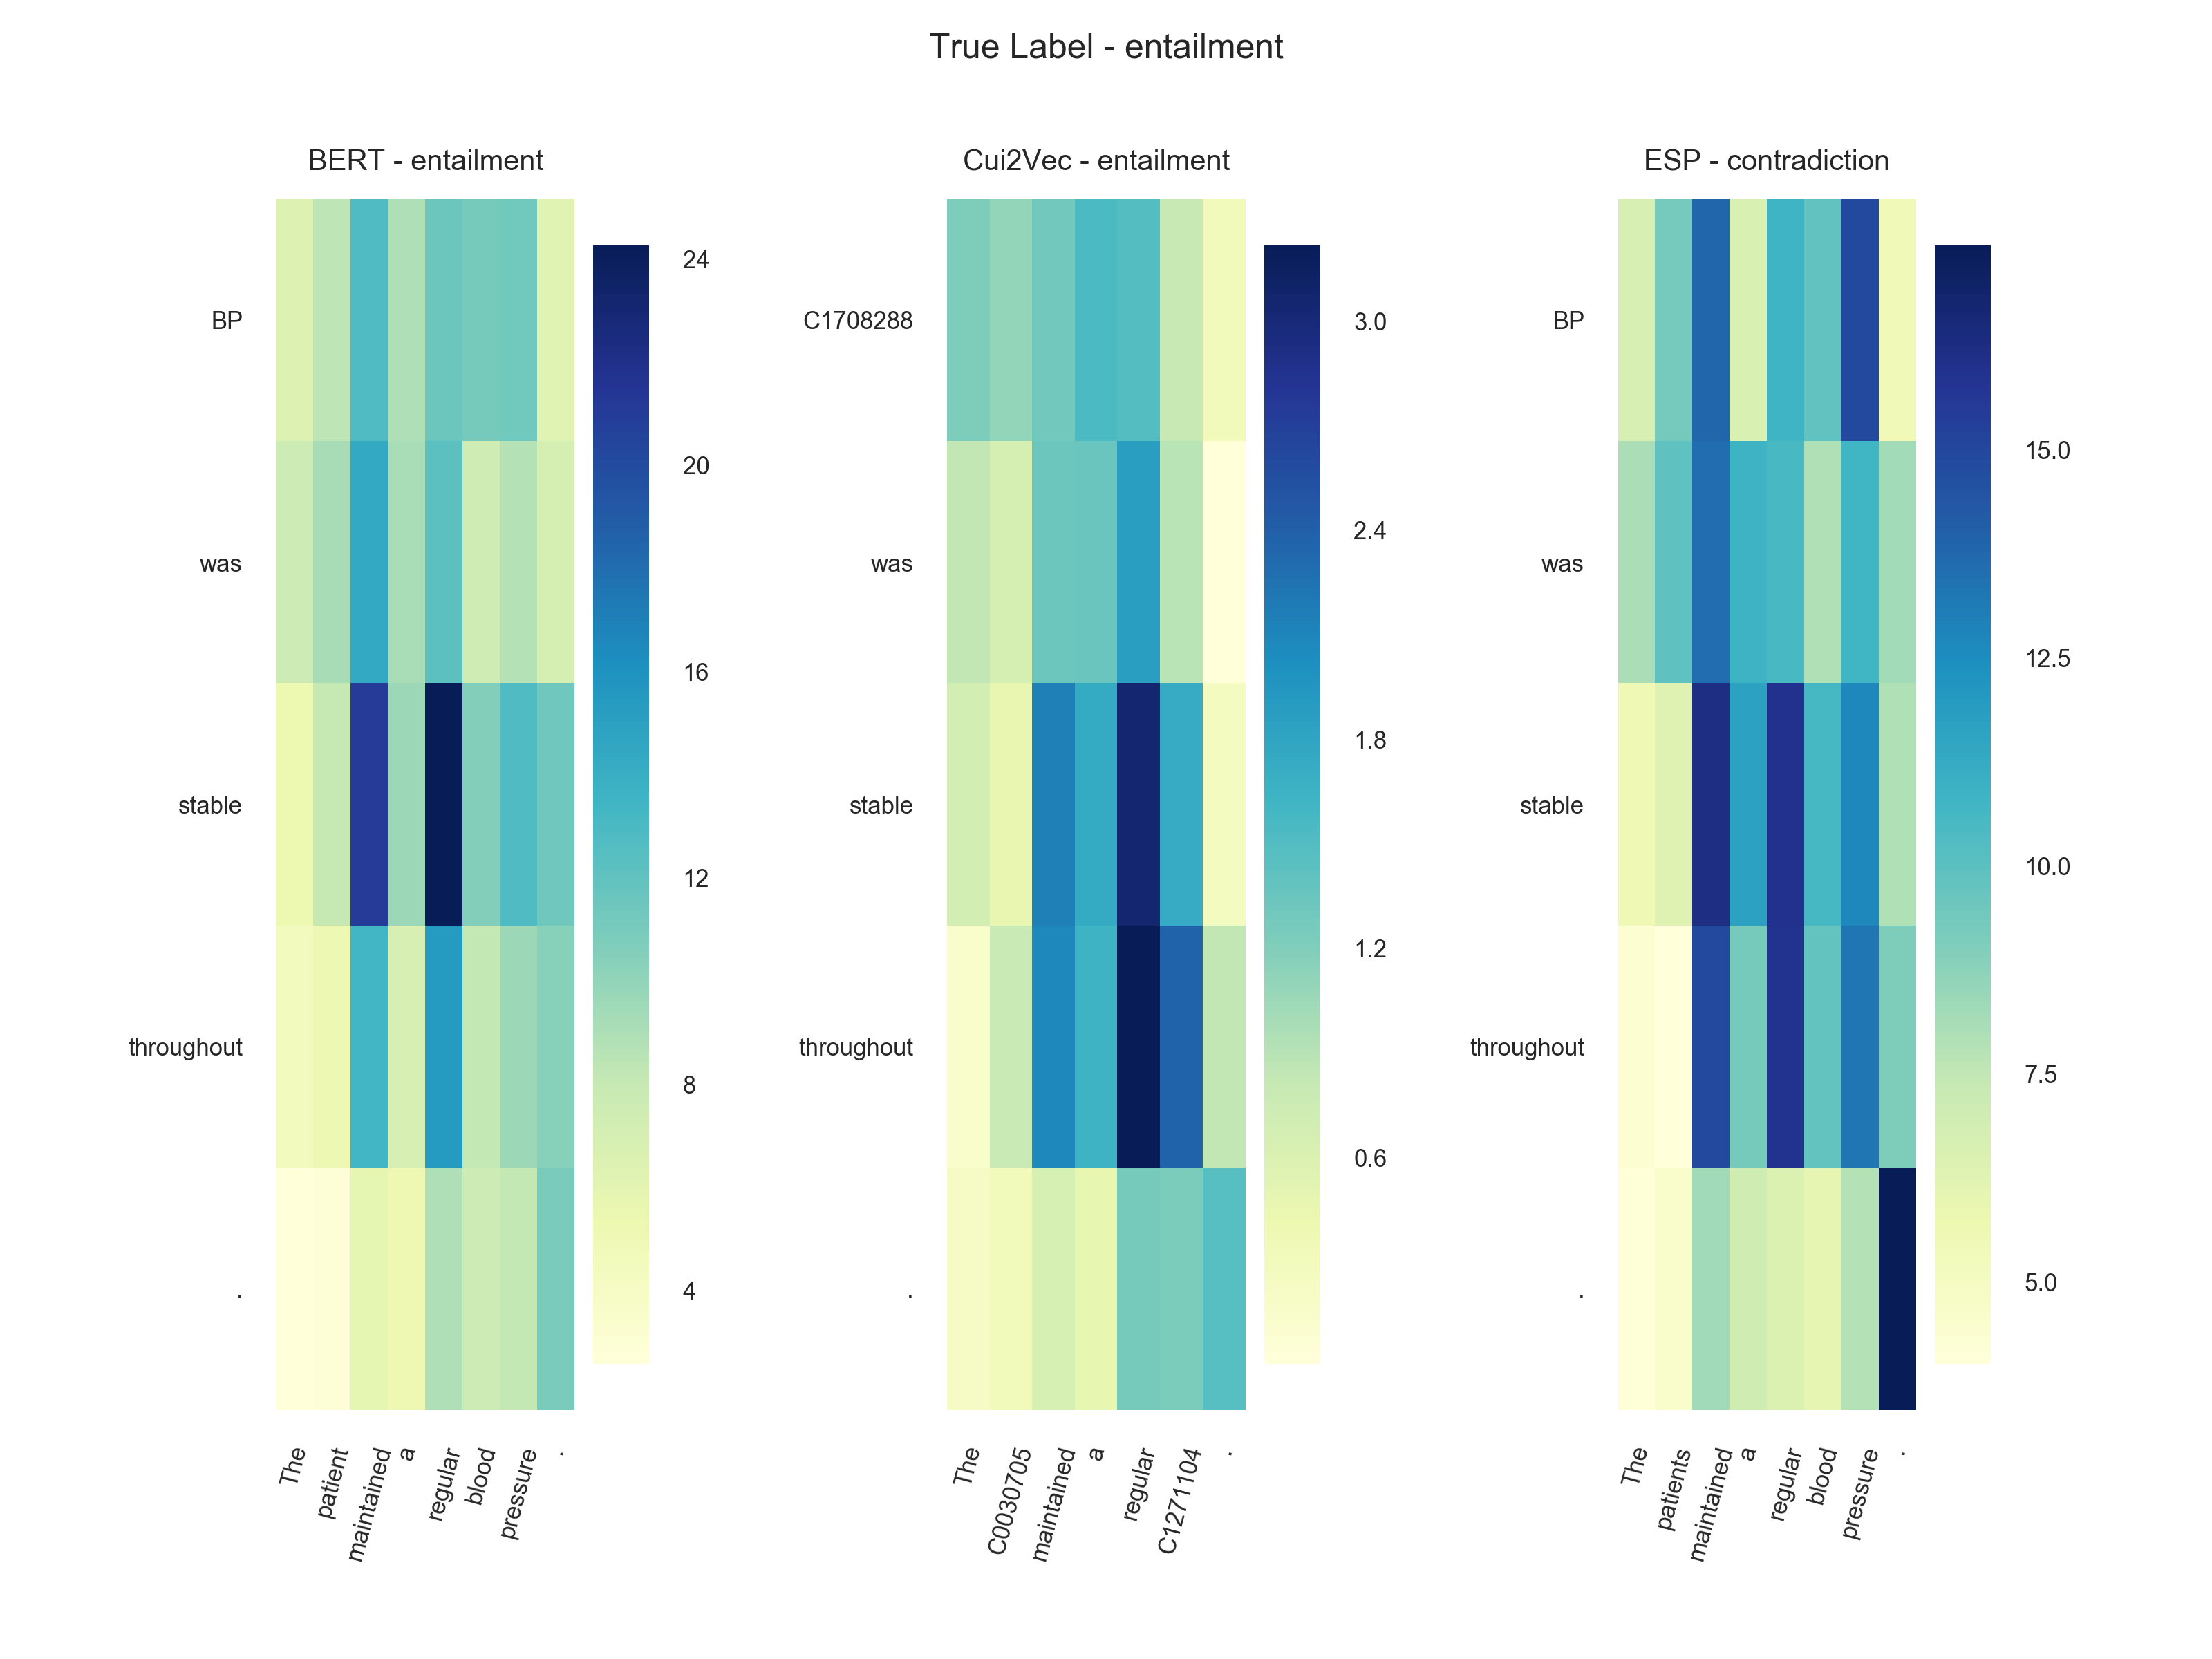 True Label - entailment
BERT - entailment
BP
was
stable
throughout
.
The
patient
maintained
a
regular
blood
pressure
.
24
20
16
12
8
4
Cui2Vec - entailment
C1708288
was
stable
throughout
.
The
C0030705
maintained
a
regular
C1271104
.
3.0
2.4
1.8
1.2
0.6
ESP - contradiction
BP
was
stable
throughout
.
The
patients
maintained
a
regular
blood
pressure
.
15.0
12.5
10.0
7.5
5.0